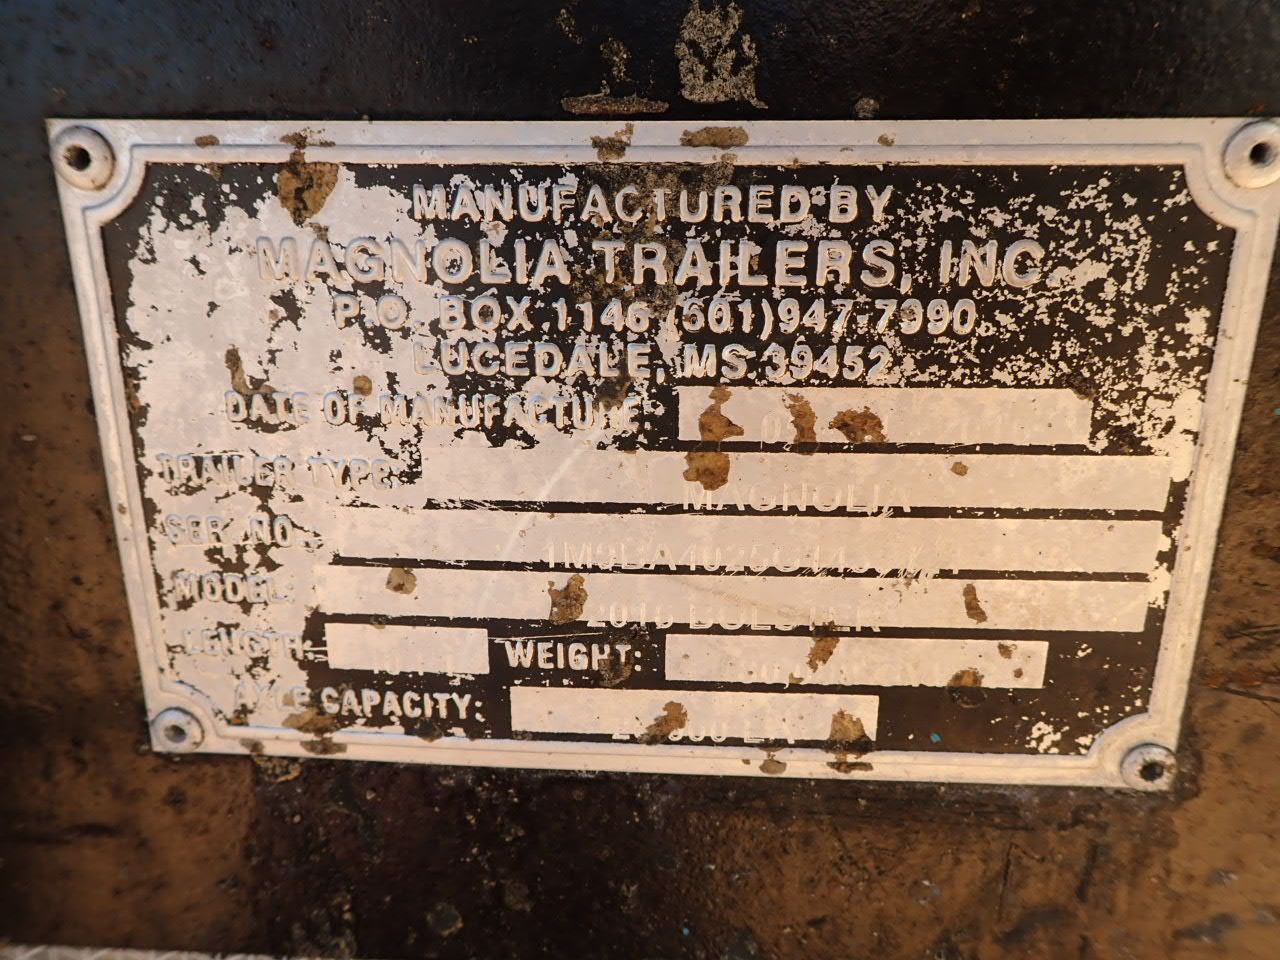 MANUFACTURED BY
MAGNOLIA TRAILERS, INC.
P.O. BOX 1146 (601)947-7990
LUCEDALE, MS 39452
DATE OF MANUFACTURE:
TRAILER TYPE: MAGNOLIA
SER. NO.:
MODEL: BOLSTER
LENGTH: WEIGHT:
AXLE CAPACITY: